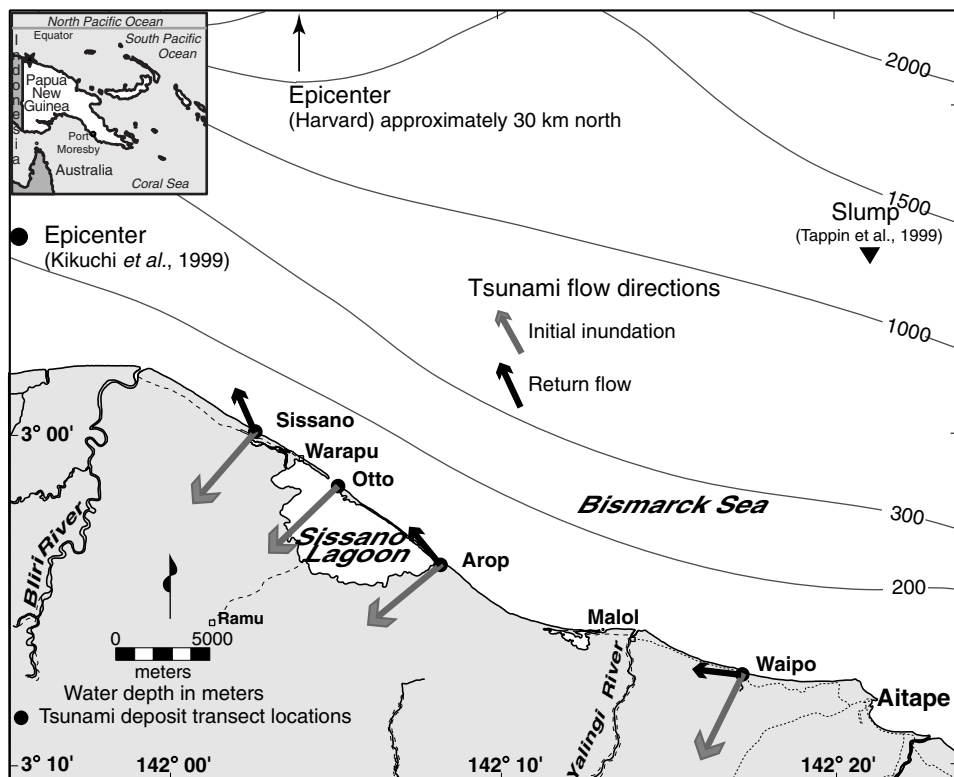 North Pacific Ocean
Equator
South Pacific
Ocean
Indonesia
Papua
New
Guinea
Port
Moresby
Australia
Coral Sea
Epicenter
(Harvard) approximately 30 km north
2000
1500
Slump
(Tappin et al., 1999)
Epicenter
(Kikuchi et al., 1999)
Tsunami flow directions
Initial inundation
Return flow
1000
3° 00'
Sissano
Warapu
Otto
Bismarck Sea
300
Sissano
Lagoon
Arop
200
Bliri River
Ramu
Malol
0 5000
meters
Waipo
Yalingi River
Water depth in meters
Aitape
Tsunami deposit transect locations
3° 10'
142° 00'
142° 10'
142° 20'